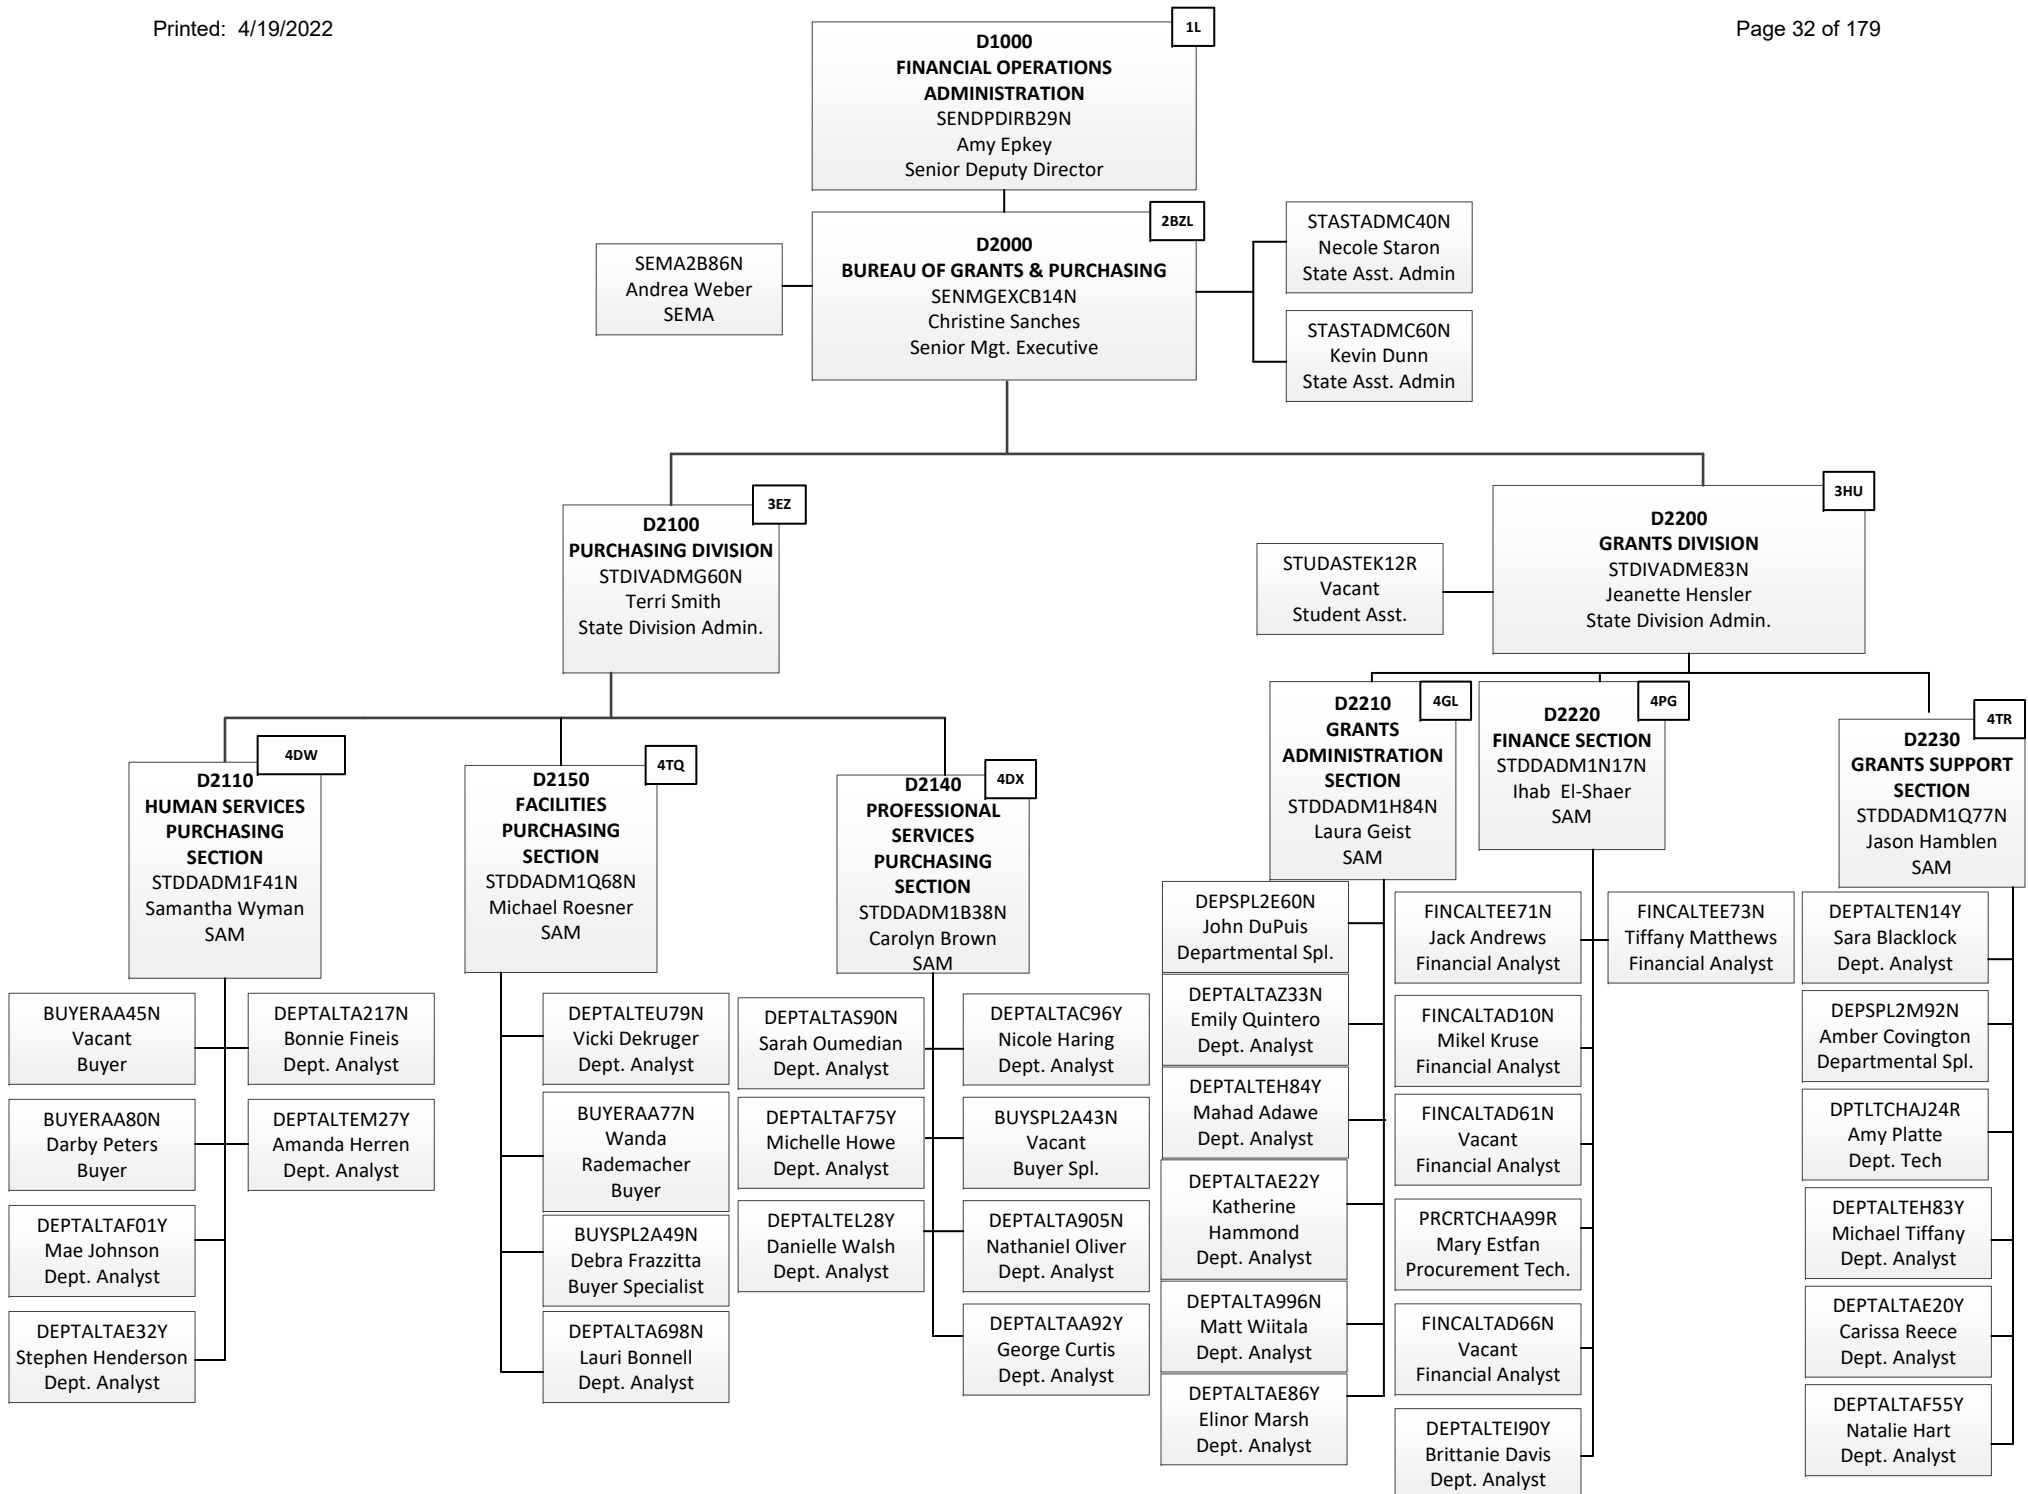 Printed: 4/19/2022
Page 32 of 179
1L
D1000
FINANCIAL OPERATIONS
ADMINISTRATION
SENDPDIRB29N
Amy Epkey
Senior Deputy Director
2BZL
D2000
BUREAU OF GRANTS & PURCHASING
SENMGEXCB14N
Christine Sanches
Senior Mgt. Executive
SEMA2B86N
Andrea Weber
SEMA
STASTADMC40N
Necole Staron
State Asst. Admin
STASTADMC60N
Kevin Dunn
State Asst. Admin
3EZ
D2100
PURCHASING DIVISION
STDIVADMG60N
Terri Smith
State Division Admin.
3HU
D2200
GRANTS DIVISION
STDIVADME83N
Jeanette Hensler
State Division Admin.
STUDASTEK12R
Vacant
Student Asst.
4DW
D2110
HUMAN SERVICES
PURCHASING
SECTION
STDDADM1F41N
Samantha Wyman
SAM
BUYERAA45N
Vacant
Buyer
DEPTALTA217N
Bonnie Fineis
Dept. Analyst
BUYERAA80N
Darby Peters
Buyer
DEPTALTEM27Y
Amanda Herren
Dept. Analyst
DEPTALTAF01Y
Mae Johnson
Dept. Analyst
DEPTALTAE32Y
Stephen Henderson
Dept. Analyst
4TQ
D2150
FACILITIES
PURCHASING
SECTION
STDDADM1Q68N
Michael Roesner
SAM
DEPTALTEU79N
Vicki Dekruger
Dept. Analyst
BUYERAA77N
Wanda
Rademacher
Buyer
BUYSPL2A49N
Debra Frazzitta
Buyer Specialist
DEPTALTA698N
Lauri Bonnell
Dept. Analyst
4DX
D2140
PROFESSIONAL
SERVICES
PURCHASING
SECTION
STDDADM1B38N
Carolyn Brown
SAM
DEPTALTAS90N
Sarah Oumedian
Dept. Analyst
DEPTALTAC96Y
Nicole Haring
Dept. Analyst
DEPTALTAF75Y
Michelle Howe
Dept. Analyst
BUYSPL2A43N
Vacant
Buyer Spl.
DEPTALTEL28Y
Danielle Walsh
Dept. Analyst
DEPTALTA905N
Nathaniel Oliver
Dept. Analyst
DEPTALTAA92Y
George Curtis
Dept. Analyst
4GL
D2210
GRANTS
ADMINISTRATION
SECTION
STDDADM1H84N
Laura Geist
SAM
DEPSPL2E60N
John DuPuis
Departmental Spl.
DEPTALTAZ33N
Emily Quintero
Dept. Analyst
DEPTALTEH84Y
Mahad Adawe
Dept. Analyst
DEPTALTAE22Y
Katherine
Hammond
Dept. Analyst
DEPTALTA996N
Matt Wiitala
Dept. Analyst
DEPTALTAE86Y
Elinor Marsh
Dept. Analyst
4PG
D2220
FINANCE SECTION
STDDADM1N17N
Ihab El-Shaer
SAM
FINCALTEE71N
Jack Andrews
Financial Analyst
FINCALTEE73N
Tiffany Matthews
Financial Analyst
FINCALTAD10N
Mikel Kruse
Financial Analyst
FINCALTAD61N
Vacant
Financial Analyst
PRCRTCHAA99R
Mary Estfan
Procurement Tech.
FINCALTAD66N
Vacant
Financial Analyst
DEPTALTEI90Y
Brittanie Davis
Dept. Analyst
4TR
D2230
GRANTS SUPPORT
SECTION
STDDADM1Q77N
Jason Hamblen
SAM
DEPTALTEN14Y
Sara Blacklock
Dept. Analyst
DEPSPL2M92N
Amber Covington
Departmental Spl.
DPTLTCHAJ24R
Amy Platte
Dept. Tech
DEPTALTEH83Y
Michael Tiffany
Dept. Analyst
DEPTALTAE20Y
Carissa Reece
Dept. Analyst
DEPTALTAF55Y
Natalie Hart
Dept. Analyst